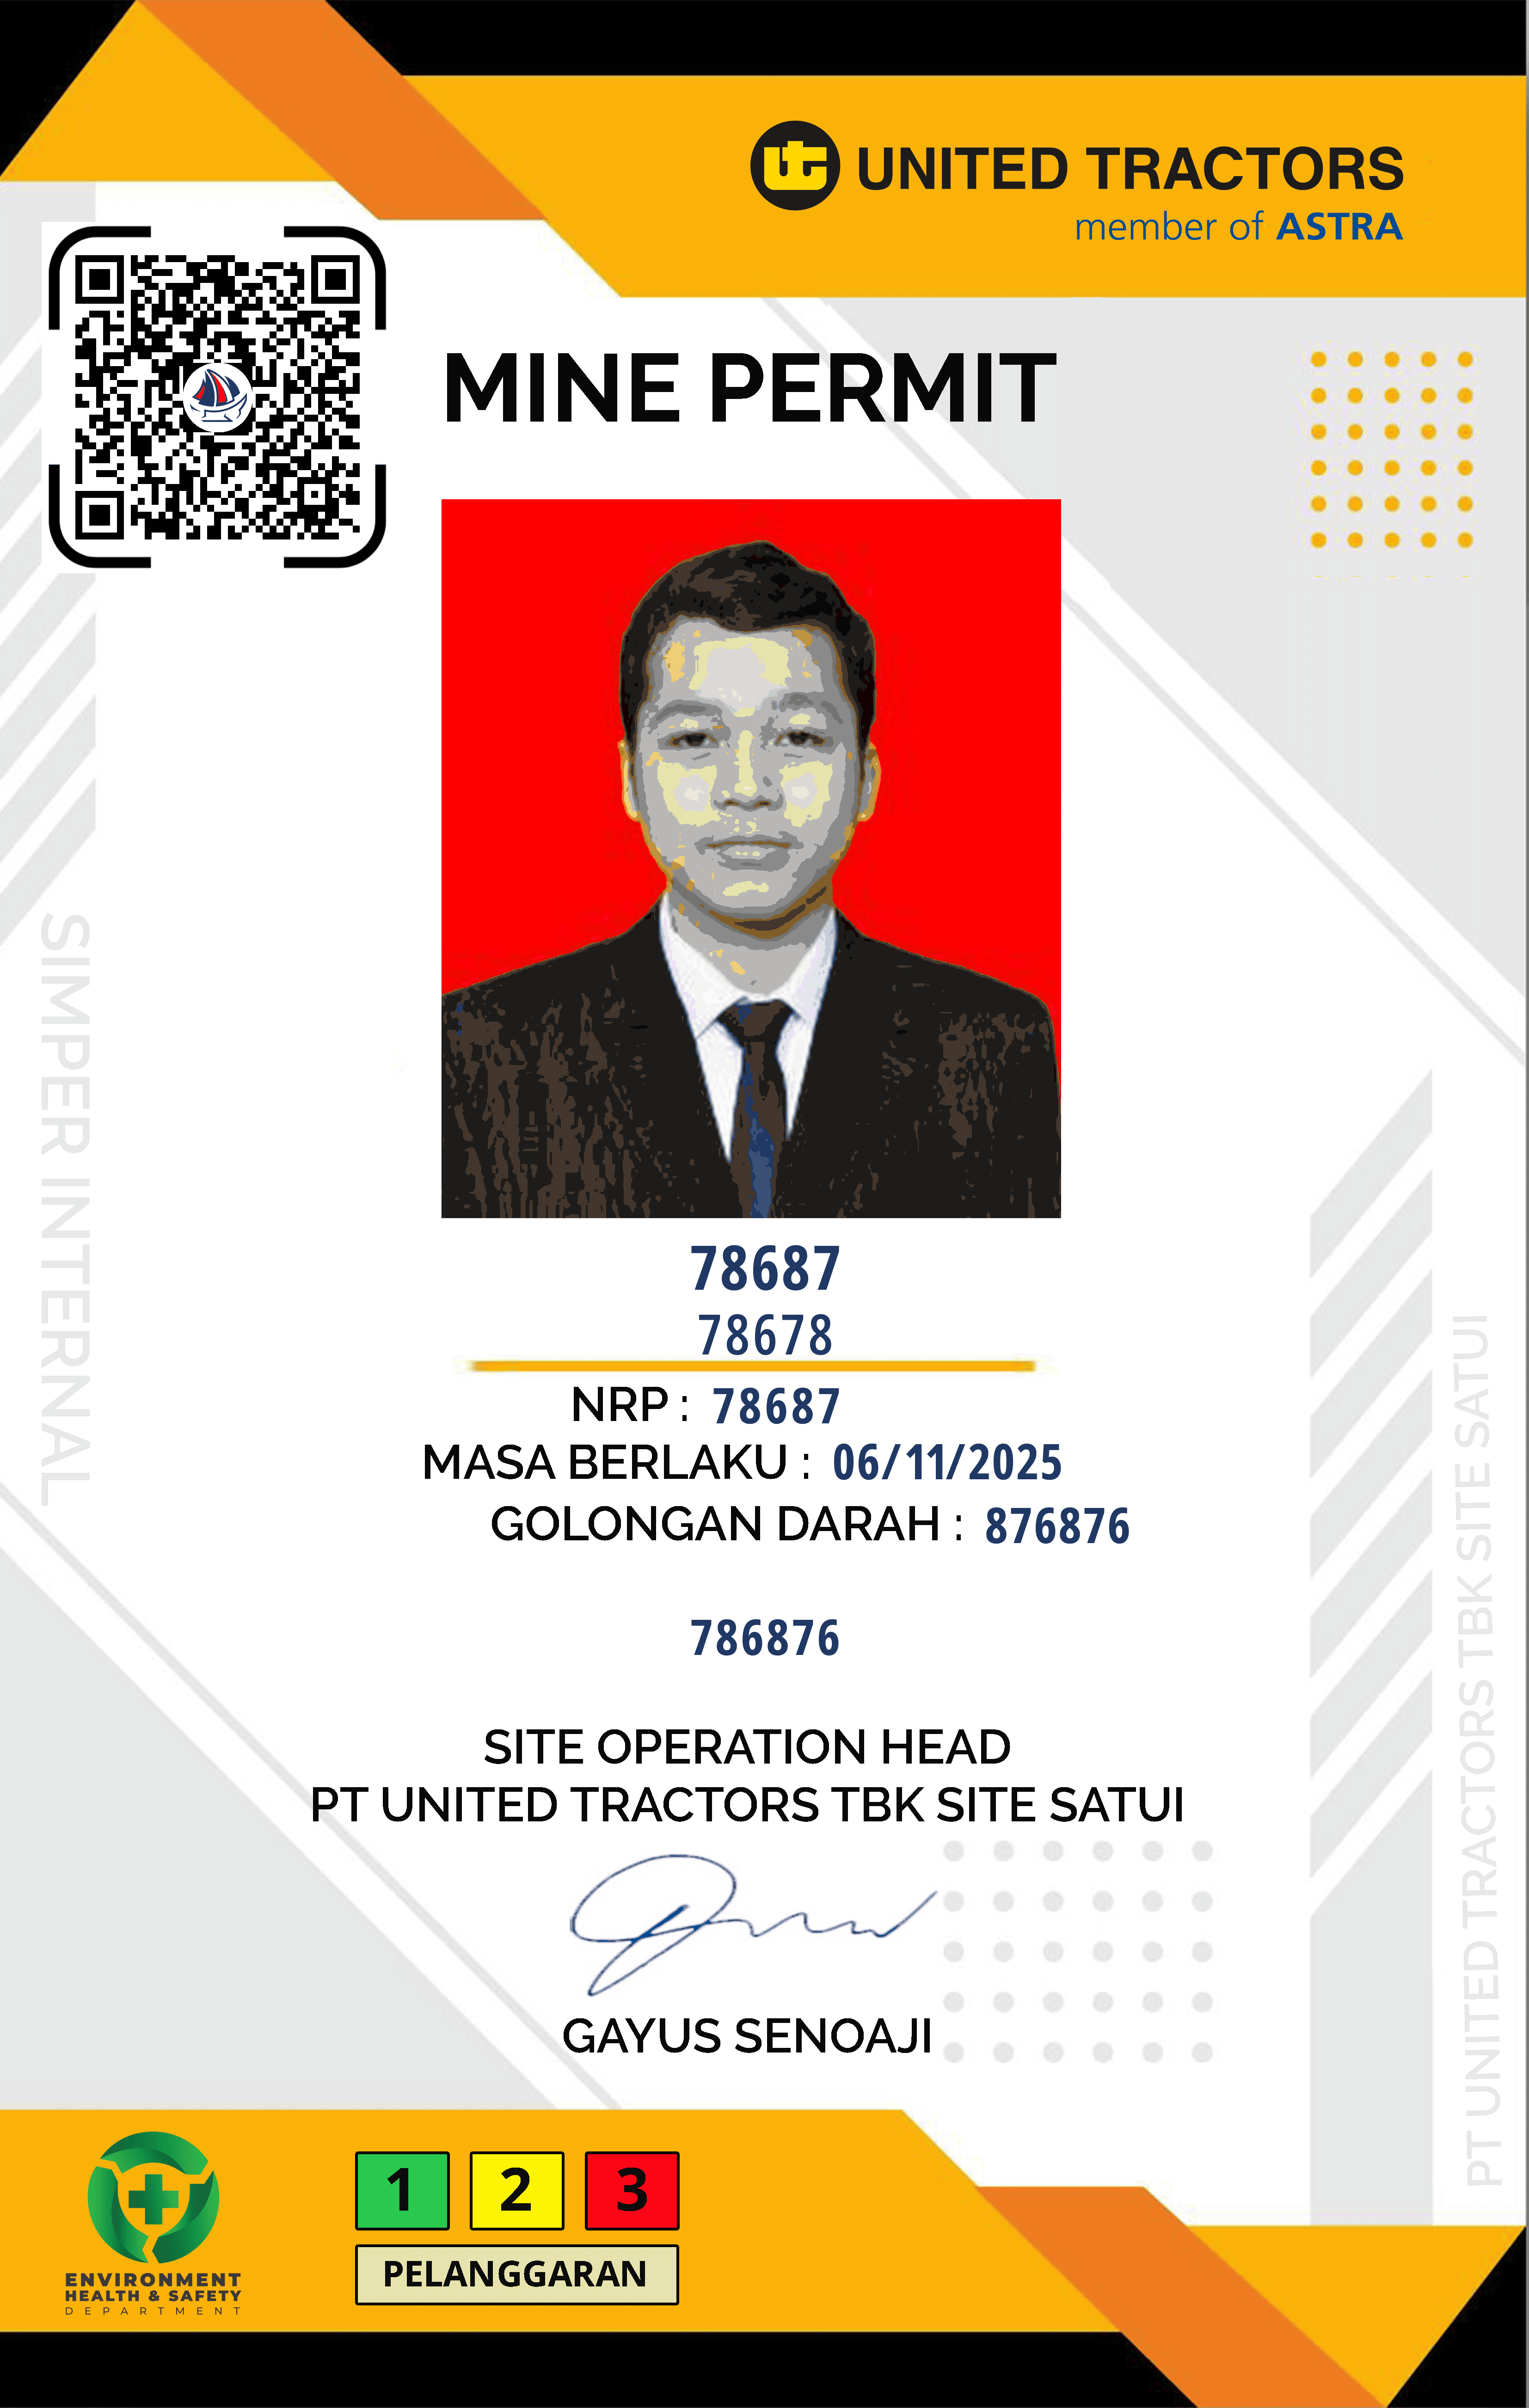 UNITED TRACTORS
member of ASTRA
MINE PERMIT
SIMPER INTERNAL
78687
78678
NRP : 78687
MASA BERLAKU : 06/11/2025
GOLONGAN DARAH : 876876
786876
SITE OPERATION HEAD
PT UNITED TRACTORS TBK SITE SATUI
GAYUS SENOAJI
PT UNITED TRACTORS TBK SITE SATUI
ENVIRONMENT
HEALTH & SAFETY
DEPARTMENT
1 2 3
PELANGGARAN